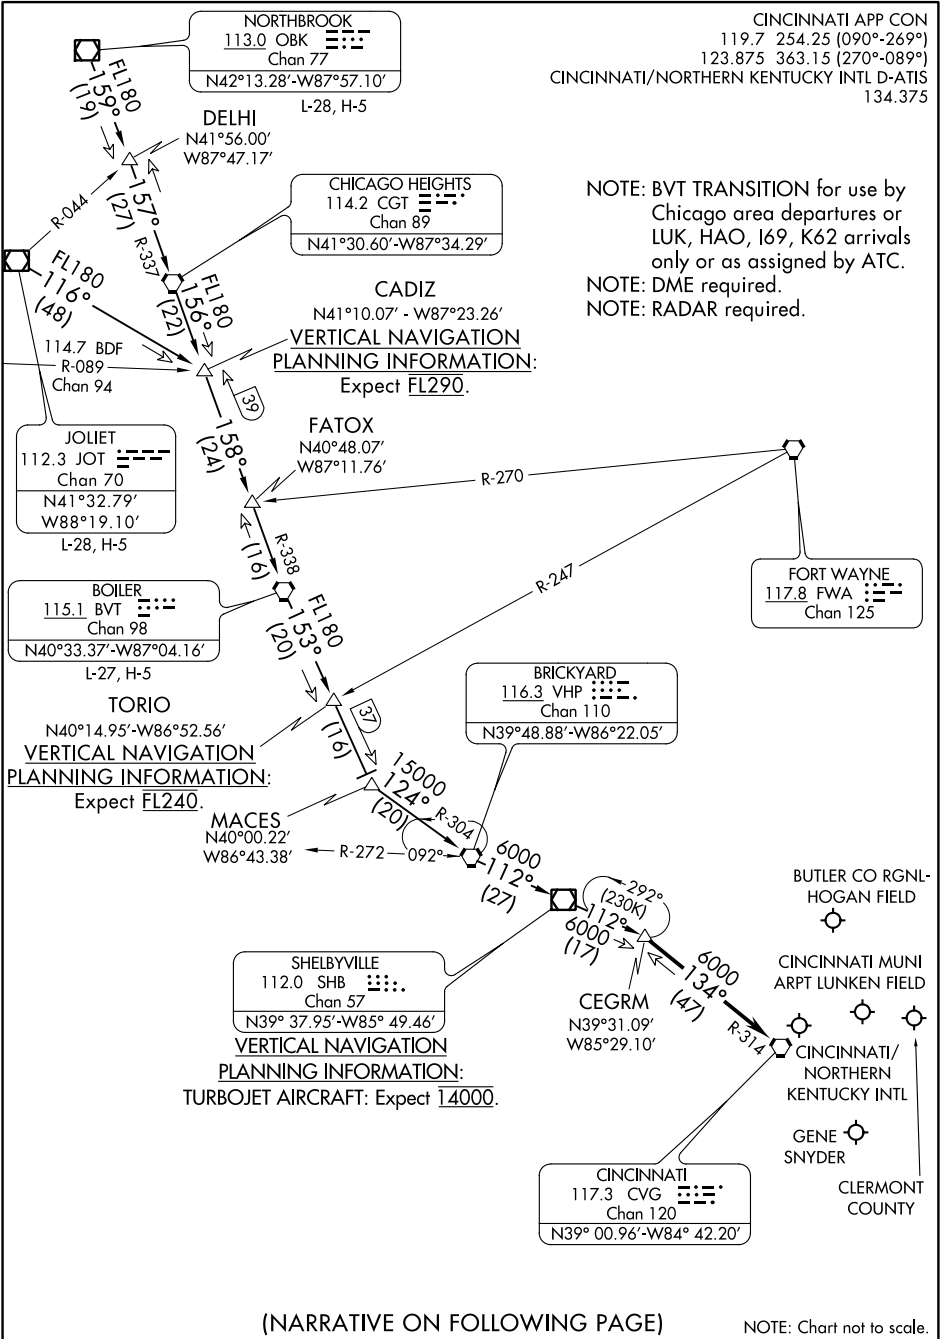 NORTHBROOK
113.0 OBK
Chan 77
N42°13.28'-W87°57.10'
L-28, H-5
CINCINNATI APP CON
119.7 254.25 (090°-269°)
123.875 363.15 (270°-089°)
CINCINNATI/NORTHERN KENTUCKY INTL D-ATIS
134.375
FL180
159°
(19)
DELHI
N41°56.00'
W87°47.17'
NOTE: BVT TRANSITION for use by
Chicago area departures or
LUK, HAO, I69, K62 arrivals
only or as assigned by ATC.
NOTE: DME required.
NOTE: RADAR required.
CHICAGO HEIGHTS
114.2 CGT
Chan 89
N41°30.60'-W87°34.29'
R-044
157°
(27)
R-337
FL180
116°
(48)
FL180
156°
(22)
CADIZ
N41°10.07' - W87°23.26'
VERTICAL NAVIGATION
PLANNING INFORMATION:
Expect FL290.
114.7 BDF
R-089
Chan 94
39
JOLIET
112.3 JOT
Chan 70
N41°32.79'
W88°19.10'
L-28, H-5
158°
(24)
FATOX
N40°48.07'
W87°11.76'
R-270
R-247
FORT WAYNE
117.8 FWA
Chan 125
R-338
(16)
BOILER
115.1 BVT
Chan 98
N40°33.37'-W87°04.16'
L-27, H-5
FL180
153°
(20)
BRICKYARD
116.3 VHP
Chan 110
N39°48.88'-W86°22.05'
TORIO
N40°14.95'-W86°52.56'
VERTICAL NAVIGATION
PLANNING INFORMATION:
Expect FL240.
37
(16)
MACES
N40°00.22'
W86°43.38'
15000
124°
(20)
R-304
R-272
092°
6000
112°
(27)
292°
(230K)
112°
6000
(17)
BUTLER CO RGNL-
HOGAN FIELD
SHELBYVILLE
112.0 SHB
Chan 57
N39° 37.95'-W85° 49.46'
VERTICAL NAVIGATION
PLANNING INFORMATION:
TURBOJET AIRCRAFT: Expect 14000.
CEGRM
N39°31.09'
W85°29.10'
6000
134°
(47)
R-314
CINCINNATI MUNI
ARPT LUNKEN FIELD
CINCINNATI/
NORTHERN
KENTUCKY INTL
GENE
SNYDER
CLERMONT
COUNTY
CINCINNATI
117.3 CVG
Chan 120
N39° 00.96'-W84° 42.20'
(NARRATIVE ON FOLLOWING PAGE)
NOTE: Chart not to scale.